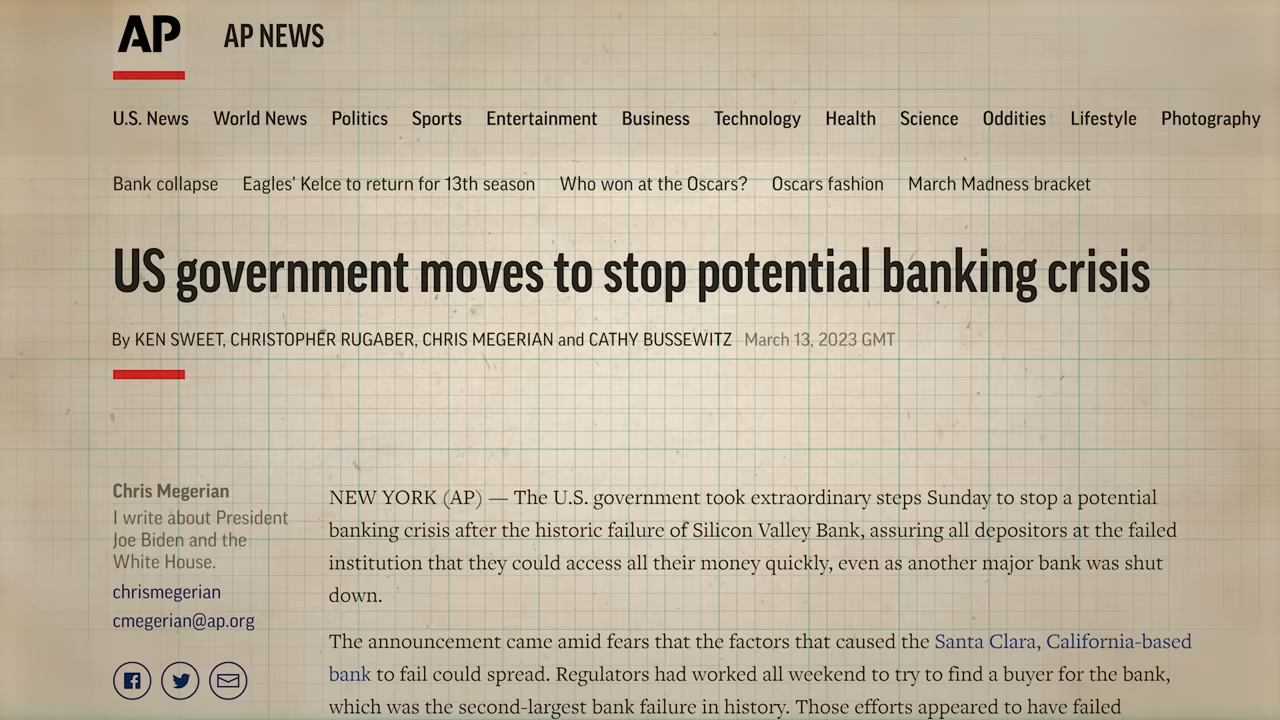 AP AP NEWS
U.S. News World News Politics Sports Entertainment Business Technology Health Science Oddities Lifestyle Photography
Bank collapse Eagles' Kelce to return for 13th season Who won at the Oscars? Oscars fashion March Madness bracket
US government moves to stop potential banking crisis
By KEN SWEET, CHRISTOPHER RUGABER, CHRIS MEGERIAN and CATHY BUSSEWITZ March 13, 2023 GMT
Chris Megerian
I write about President
Joe Biden and the
White House.
chrismegerian
cmegerian@ap.org
NEW YORK (AP) — The U.S. government took extraordinary steps Sunday to stop a potential
banking crisis after the historic failure of Silicon Valley Bank, assuring all depositors at the failed
institution that they could access all their money quickly, even as another major bank was shut
down.
The announcement came amid fears that the factors that caused the Santa Clara, California-based
bank to fail could spread. Regulators had worked all weekend to try to find a buyer for the bank,
which was the second-largest bank failure in history. Those efforts appeared to have failed